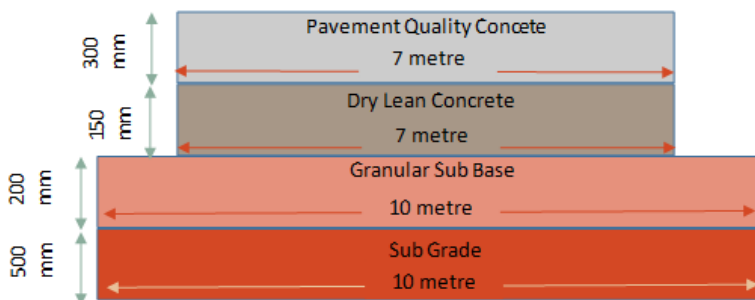 Pavement Quality Concete
7 metre
300
mm
Dry Lean Concrete
7 metre
150
mm
Granular Sub Base
10 metre
200
mm
Sub Grade
10 metre
500
mm